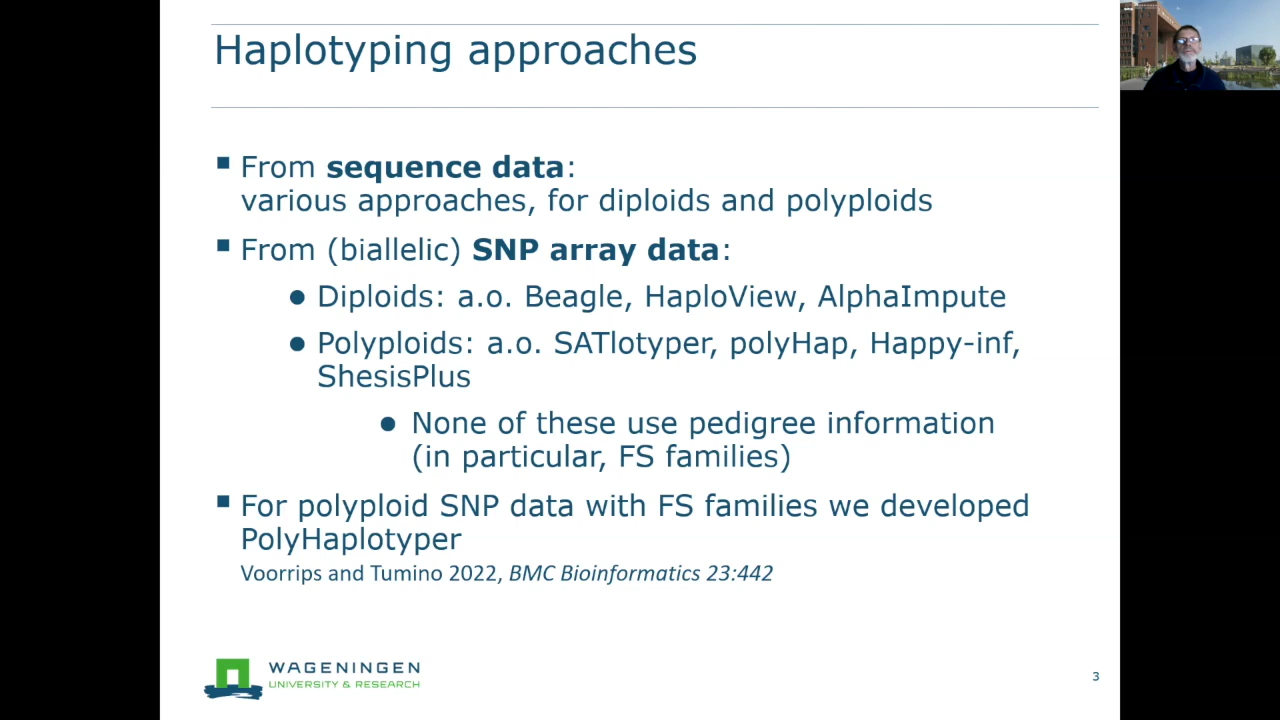 Haplotyping approaches
▪ From sequence data:
various approaches, for diploids and polyploids
▪ From (biallelic) SNP array data:
● Diploids: a.o. Beagle, HaploView, AlphaImpute
● Polyploids: a.o. SATlotyper, polyHap, Happy-inf,
ShesisPlus
● None of these use pedigree information
(in particular, FS families)
▪ For polyploid SNP data with FS families we developed
PolyHaplotyper
Voorrips and Tumino 2022, BMC Bioinformatics 23:442
WAGENINGEN
UNIVERSITY & RESEARCH
3